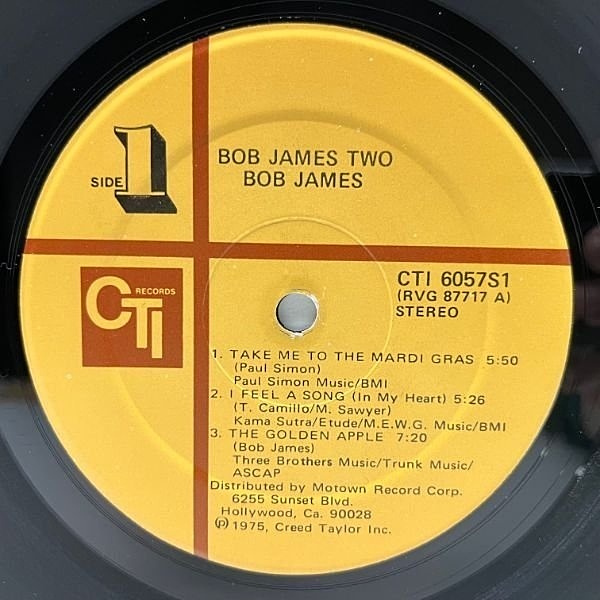 BOB JAMES TWO
BOB JAMES
SIDE 1
CTI RECORDS
CTI 6057S1
(RVG 87717 A)
STEREO
1. TAKE ME TO THE MARDI GRAS 5:50
(Paul Simon)
Paul Simon Music/BMI
2. I FEEL A SONG (In My Heart) 5:26
(T. Camillo/M. Sawyer)
Kama Sutra/Etude/M.E.W.G. Music/BMI
3. THE GOLDEN APPLE 7:20
(Bob James)
Three Brothers Music/Trunk Music/
ASCAP
Distributed by Motown Record Corp.
6255 Sunset Blvd.
Hollywood, Ca. 90028
℗ 1975, Creed Taylor Inc.